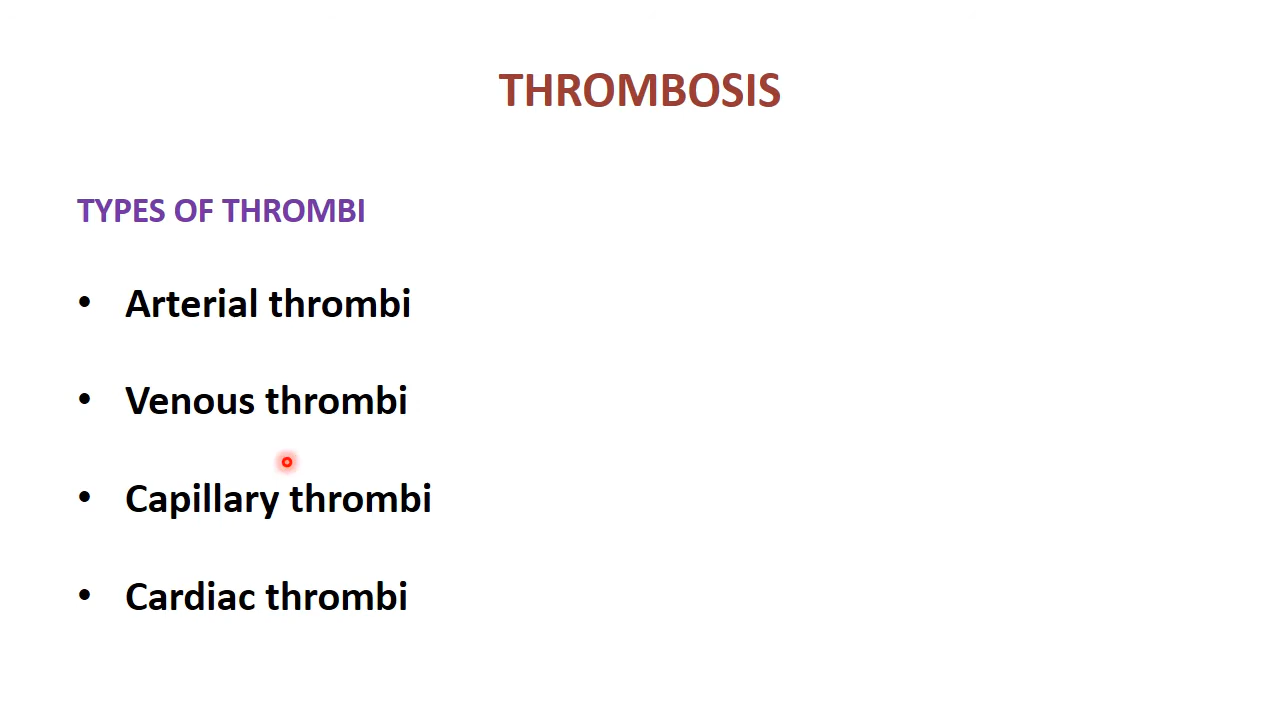 THROMBOSIS
TYPES OF THROMBI
• Arterial thrombi
• Venous thrombi
• Capillary thrombi
• Cardiac thrombi